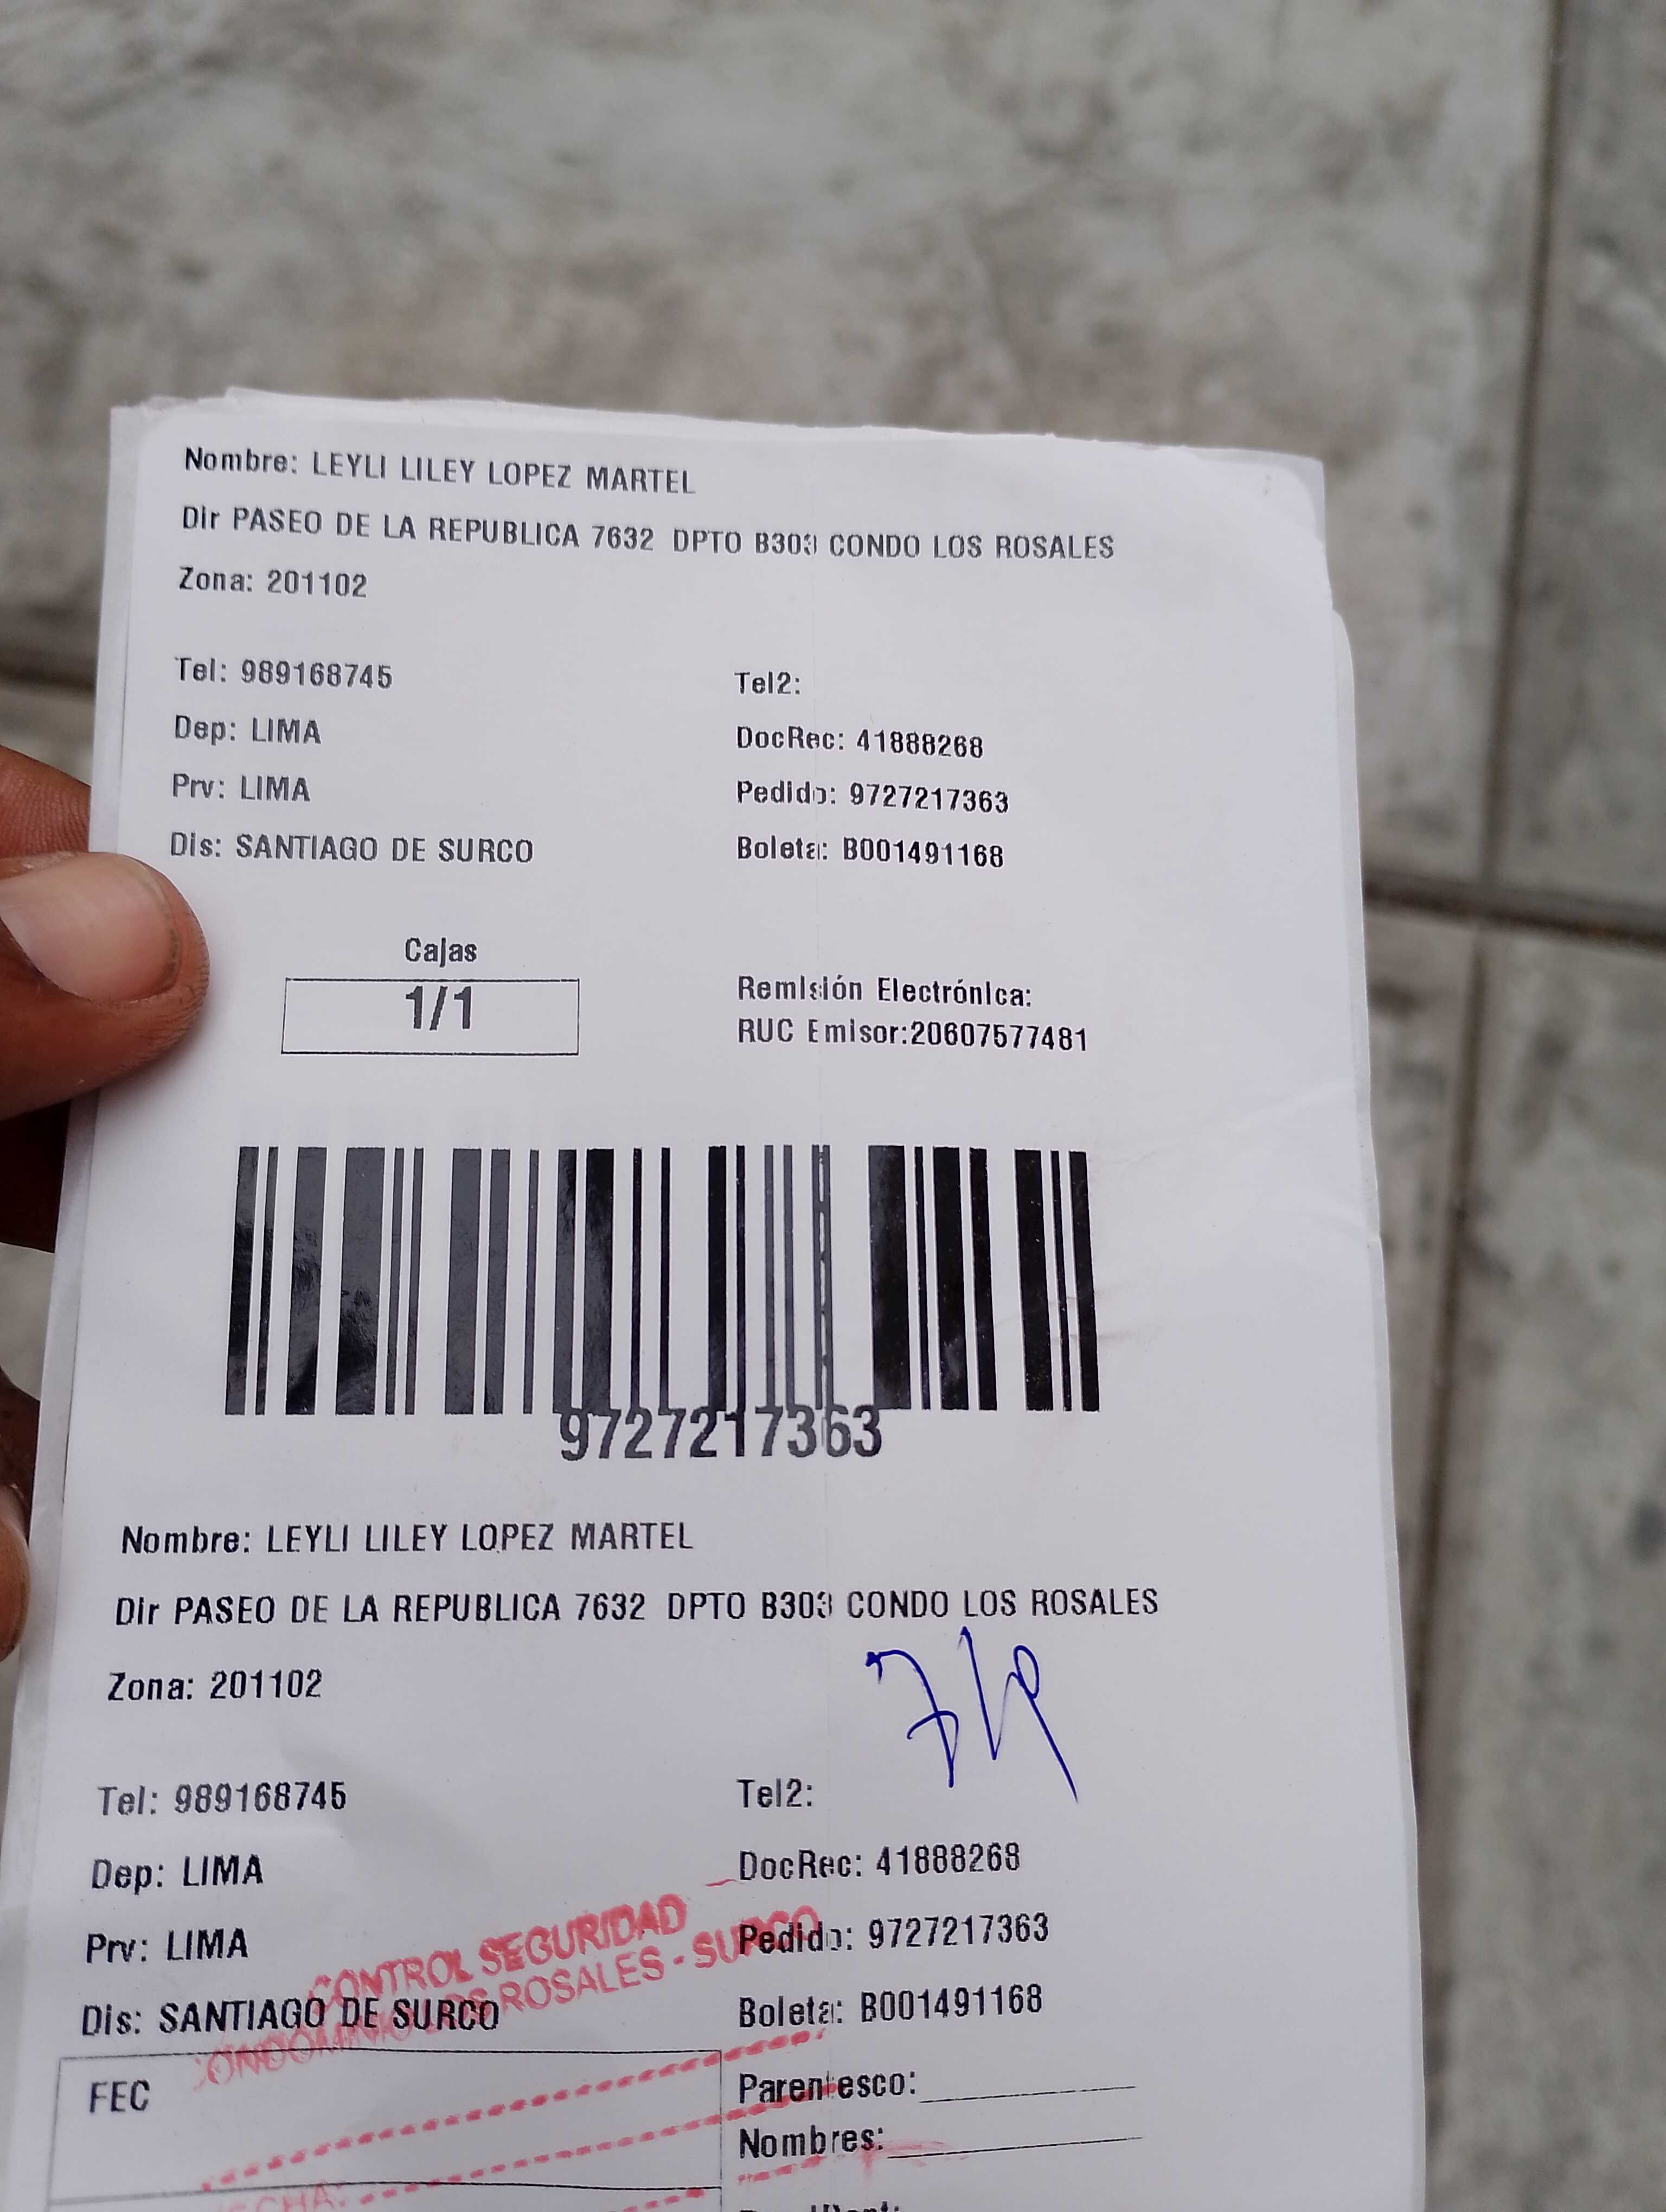 Nombre: LEYLI LILEY LOPEZ MARTEL
Dir PASEO DE LA REPUBLICA 7632 DPTO B303 CONDO LOS ROSALES
Zona: 201102
Tel: 989168745 Tel2:
Dep: LIMA DocRec: 41888268
Prv: LIMA Pedido: 9727217363
Dis: SANTIAGO DE SURCO Boleta: B001491168
Cajas
1/1
Remisión Electrónica:
RUC Emisor:20607577481
9727217363
Nombre: LEYLI LILEY LOPEZ MARTEL
Dir PASEO DE LA REPUBLICA 7632 DPTO B303 CONDO LOS ROSALES
Zona: 201102
Tel: 989168745 Tel2:
Dep: LIMA DocRec: 41888268
Prv: LIMA Pedido: 9727217363
Dis: SANTIAGO DE SURCO Boleta: B001491168
CONTROL SEGURIDAD
CONDOMINIO LOS ROSALES - SURCO
FEC
Parentesco:
Nombres: